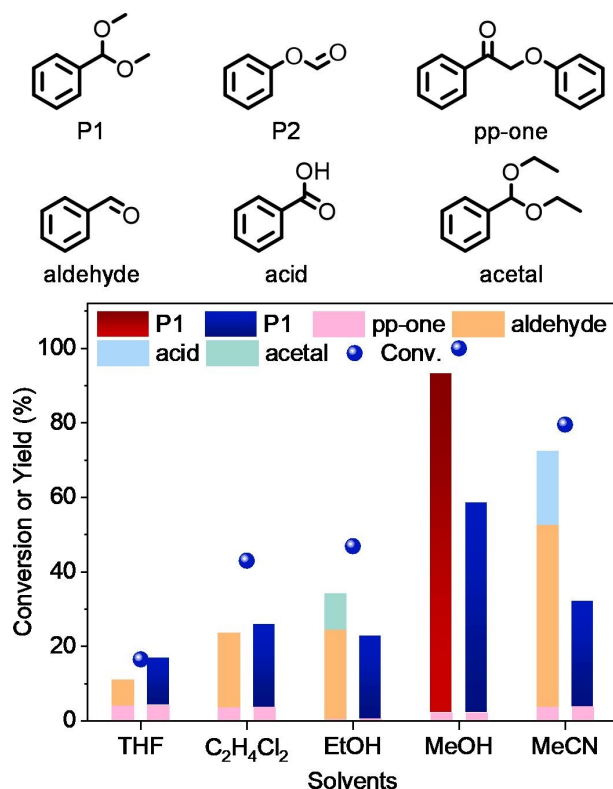 O
O
P1
O
O
P2
O
O
pp-one
O
aldehyde
OH
O
acid
O
O
acetal
P1
P1
pp-one
aldehyde
acid
acetal
Conv.
Conversion or Yield (%)
100
80
60
40
20
0
THF
C₂H₄Cl₂
EtOH
MeOH
MeCN
Solvents